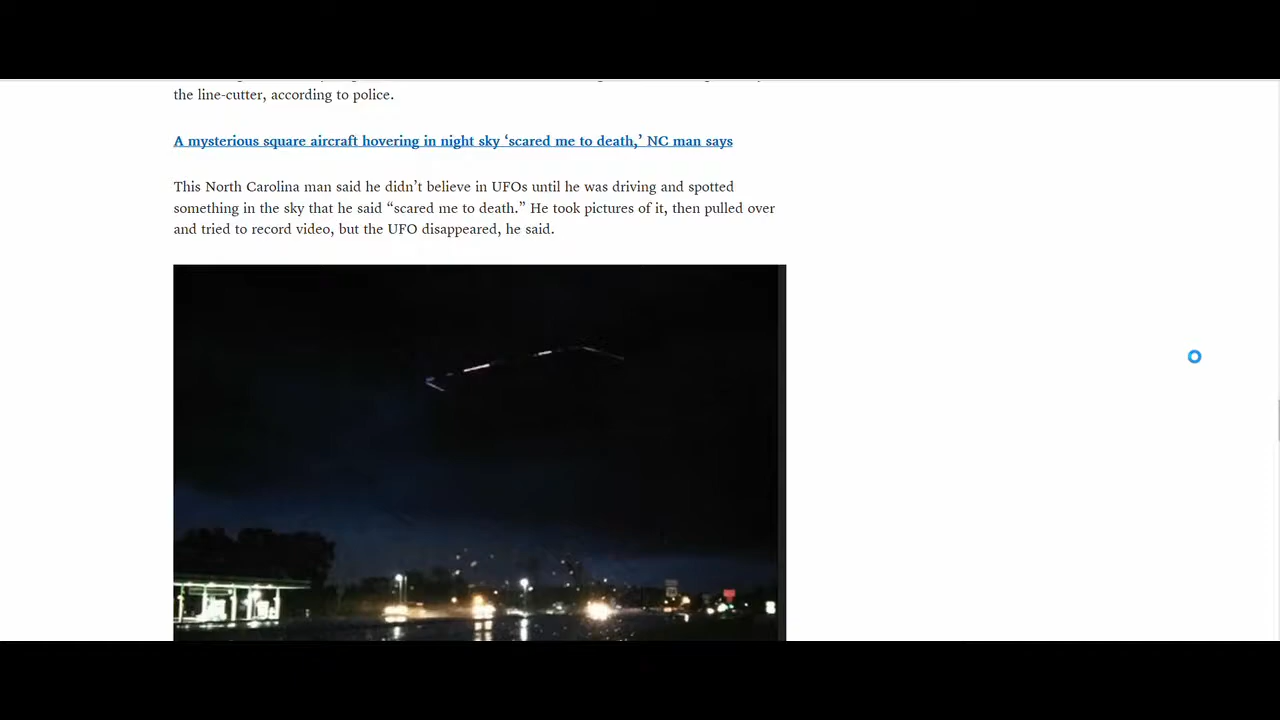 the line-cutter, according to police.
A mysterious square aircraft hovering in night sky ‘scared me to death,’ NC man says
This North Carolina man said he didn’t believe in UFOs until he was driving and spotted
something in the sky that he said “scared me to death.” He took pictures of it, then pulled over
and tried to record video, but the UFO disappeared, he said.